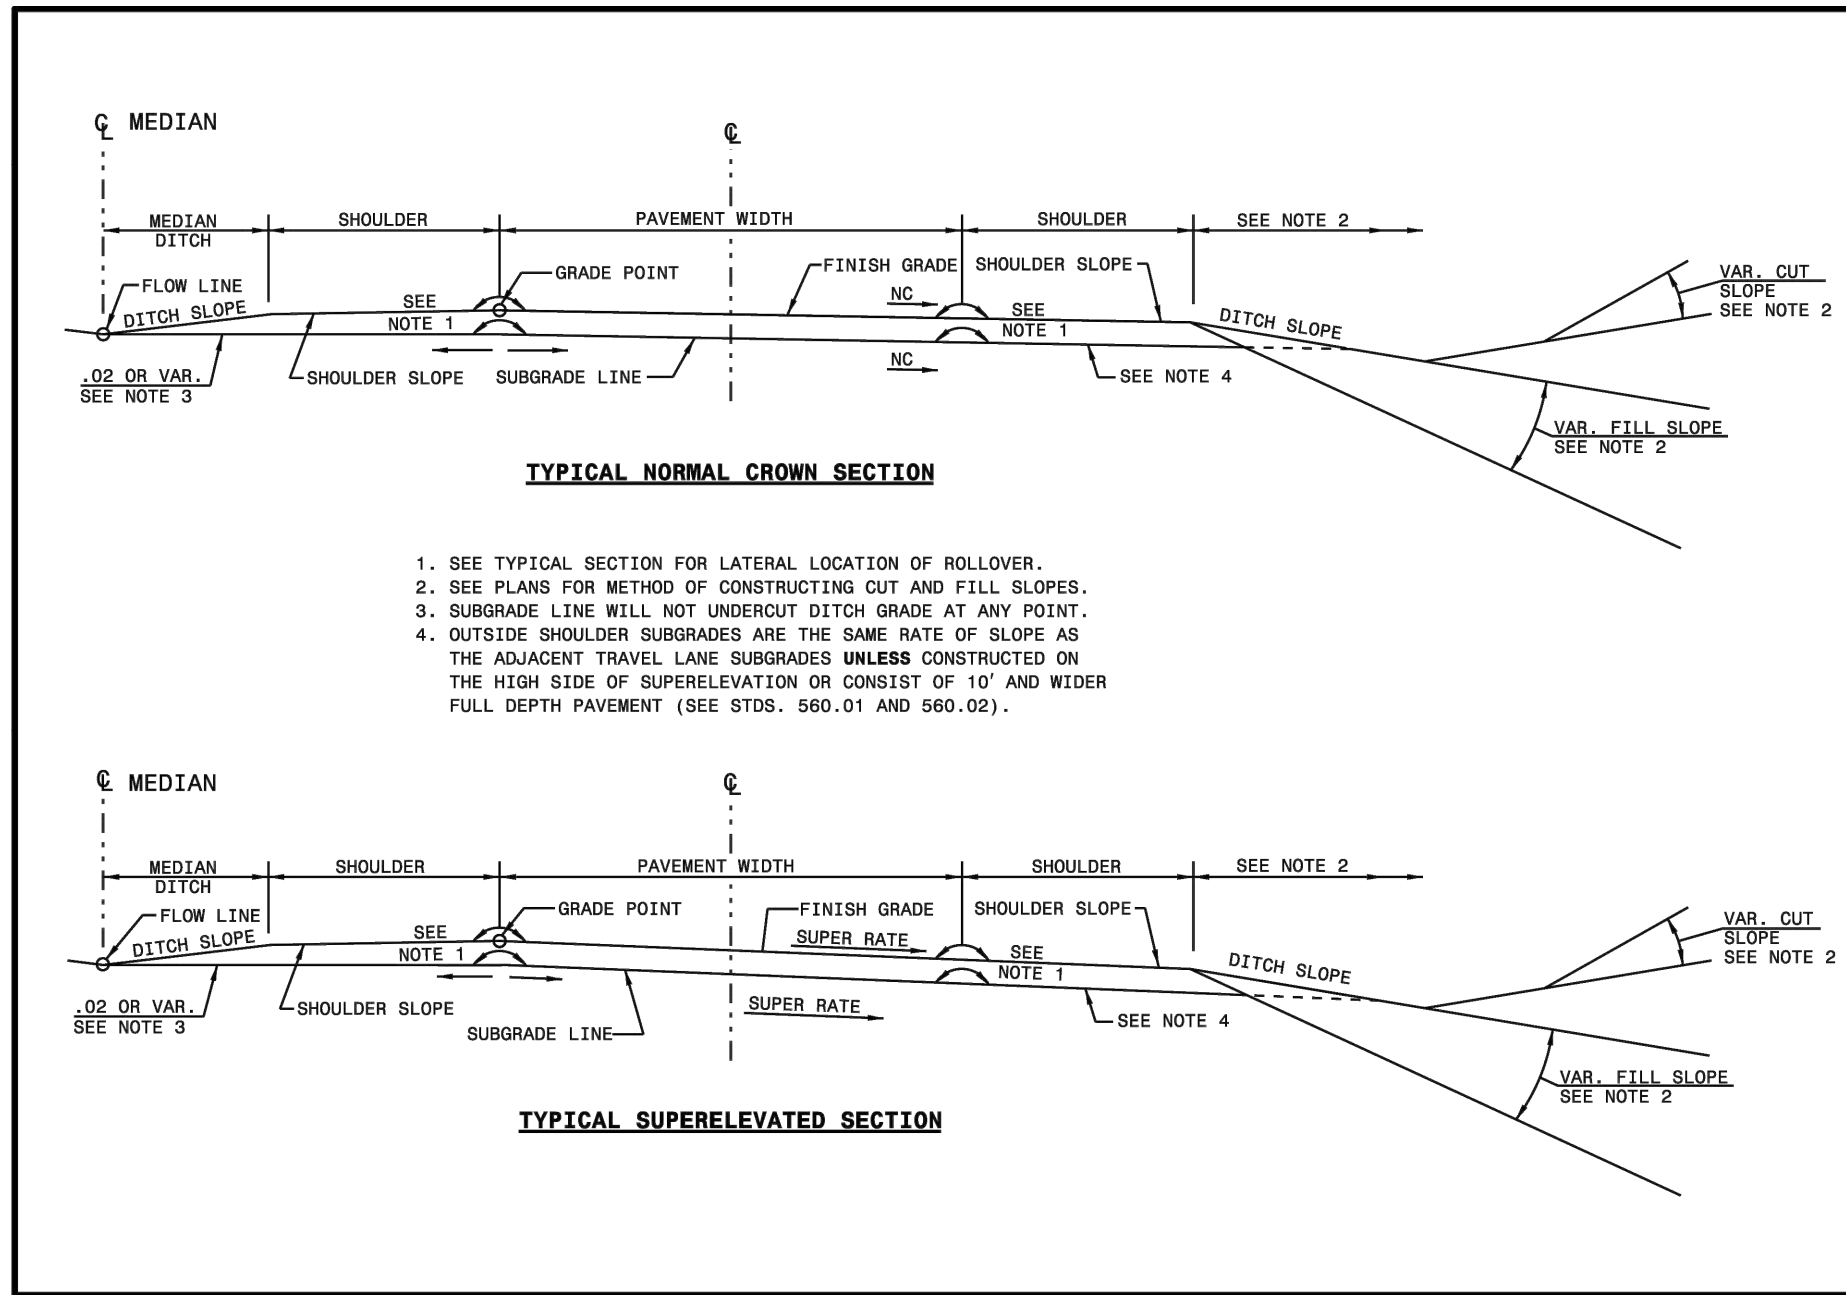 ℄ MEDIAN
℄
MEDIAN
DITCH
SHOULDER
PAVEMENT WIDTH
SHOULDER
SEE NOTE 2
FLOW LINE
DITCH SLOPE
GRADE POINT
FINISH GRADE
SHOULDER SLOPE
VAR. CUT
SLOPE
SEE NOTE 2
SEE
NOTE 1
NC
SEE
NOTE 1
DITCH SLOPE
.02 OR VAR.
SEE NOTE 3
SHOULDER SLOPE
SUBGRADE LINE
NC
SEE NOTE 4
VAR. FILL SLOPE
SEE NOTE 2
TYPICAL NORMAL CROWN SECTION
1. SEE TYPICAL SECTION FOR LATERAL LOCATION OF ROLLOVER.
2. SEE PLANS FOR METHOD OF CONSTRUCTING CUT AND FILL SLOPES.
3. SUBGRADE LINE WILL NOT UNDERCUT DITCH GRADE AT ANY POINT.
4. OUTSIDE SHOULDER SUBGRADES ARE THE SAME RATE OF SLOPE AS
THE ADJACENT TRAVEL LANE SUBGRADES UNLESS CONSTRUCTED ON
THE HIGH SIDE OF SUPERELEVATION OR CONSIST OF 10' AND WIDER
FULL DEPTH PAVEMENT (SEE STDS. 560.01 AND 560.02).
℄ MEDIAN
℄
MEDIAN
DITCH
SHOULDER
PAVEMENT WIDTH
SHOULDER
SEE NOTE 2
FLOW LINE
DITCH SLOPE
GRADE POINT
FINISH GRADE
SHOULDER SLOPE
VAR. CUT
SLOPE
SEE NOTE 2
SEE
NOTE 1
SUPER RATE
SEE
NOTE 1
DITCH SLOPE
.02 OR VAR.
SEE NOTE 3
SHOULDER SLOPE
SUBGRADE LINE
SUPER RATE
SEE NOTE 4
VAR. FILL SLOPE
SEE NOTE 2
TYPICAL SUPERELEVATED SECTION